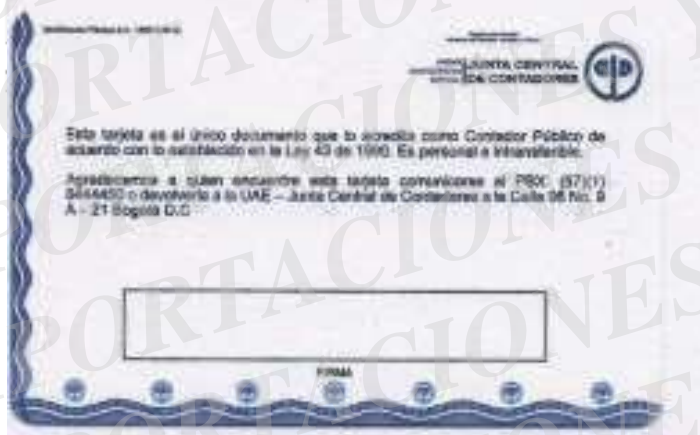 JUNTA CENTRAL
DE CONTADORES
Esta tarjeta es el único documento que lo acredita como Contador Público de
acuerdo con lo establecido en la Ley 43 de 1990. Es personal e intransferible.
Agradecemos a quien encuentre esta tarjeta comunicarse al PBX: (57)(1)
o devolverla a la UAE – Junta Central de Contadores a la Calle 96 No. 9
A – 21 Bogotá D.C
FIRMA
PORTACIONES